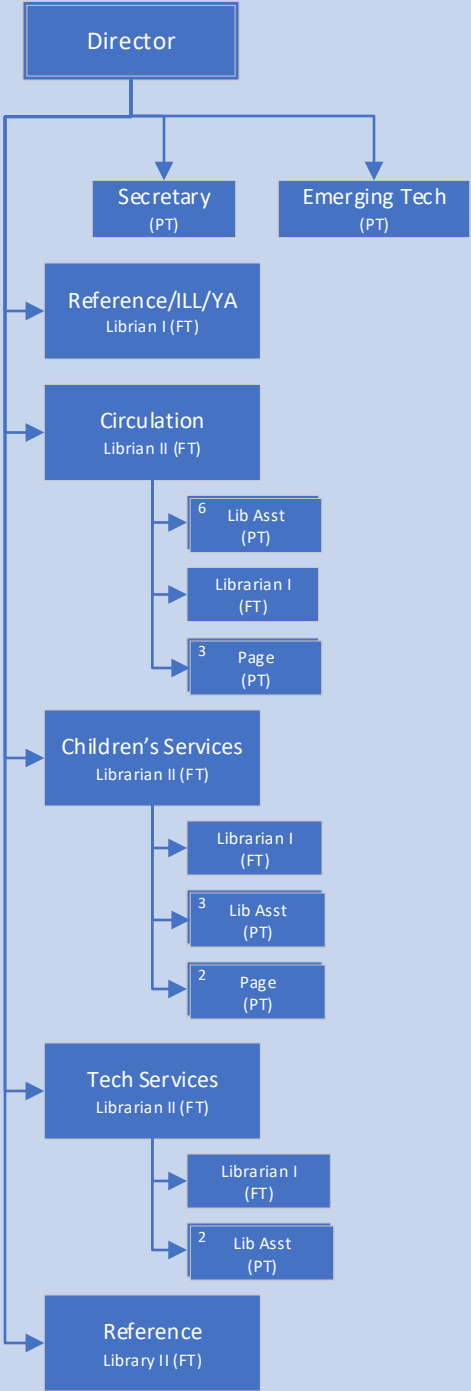 Director
Secretary
(PT)
Emerging Tech
(PT)
Reference/ILL/YA
Librian I (FT)
Circulation
Librian II (FT)
6 Lib Asst
(PT)
Librarian I
(FT)
3 Page
(PT)
Children’s Services
Librarian II (FT)
Librarian I
(FT)
3 Lib Asst
(PT)
2 Page
(PT)
Tech Services
Librarian II (FT)
Librarian I
(FT)
2 Lib Asst
(PT)
Reference
Library II (FT)